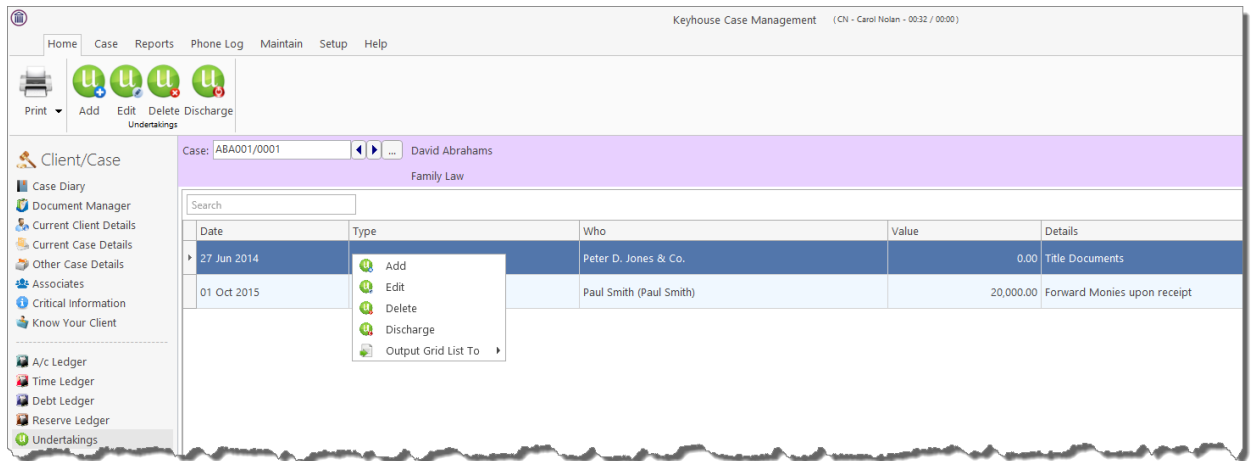 Keyhouse Case Management (CN - Carol Nolan - 00:32 / 00:00)
Home Case Reports Phone Log Maintain Setup Help
Print Add Edit Delete Discharge
Undertakings
Client/Case
Case Diary
Document Manager
Current Client Details
Current Case Details
Other Case Details
Associates
Critical Information
Know Your Client
A/c Ledger
Time Ledger
Debt Ledger
Reserve Ledger
Undertakings
Case: ABA001/0001 ... David Abrahams
Family Law
Search
Date Type Who Value Details
27 Jun 2014 Peter D. Jones & Co. 0.00 Title Documents
01 Oct 2015 Paul Smith (Paul Smith) 20,000.00 Forward Monies upon receipt
Add
Edit
Delete
Discharge
Output Grid List To